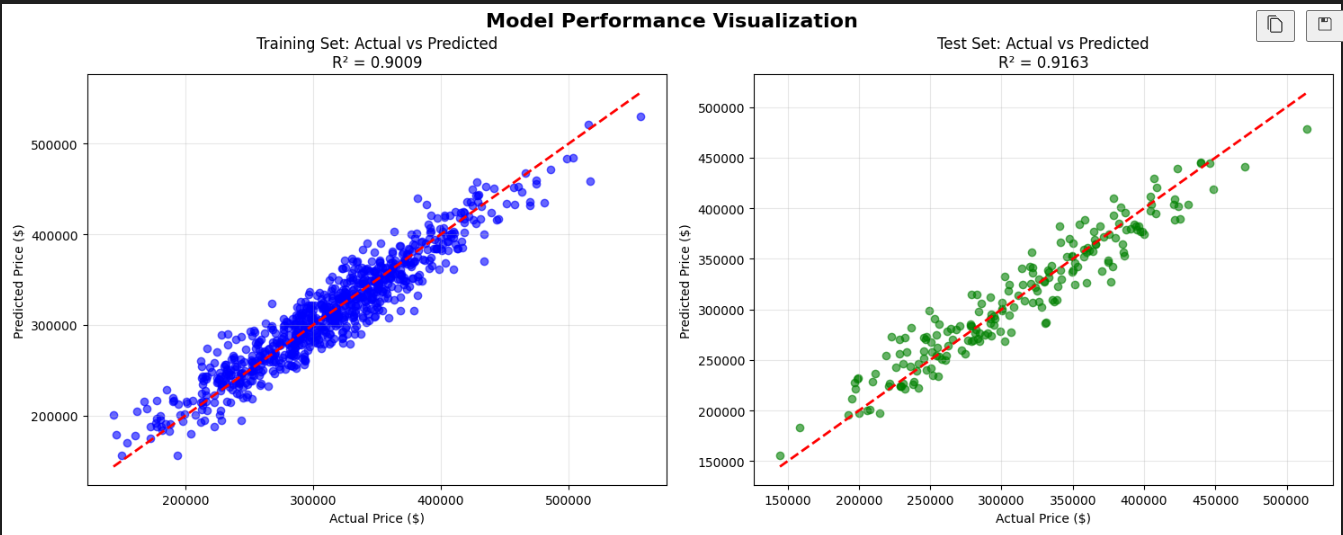 Model Performance Visualization
Training Set: Actual vs Predicted
R² = 0.9009
Predicted Price ($)
500000
400000
300000
200000
200000 300000 400000 500000
Actual Price ($)
Test Set: Actual vs Predicted
R² = 0.9163
Predicted Price ($)
500000
450000
400000
350000
300000
250000
200000
150000
150000 200000 250000 300000 350000 400000 450000 500000
Actual Price ($)